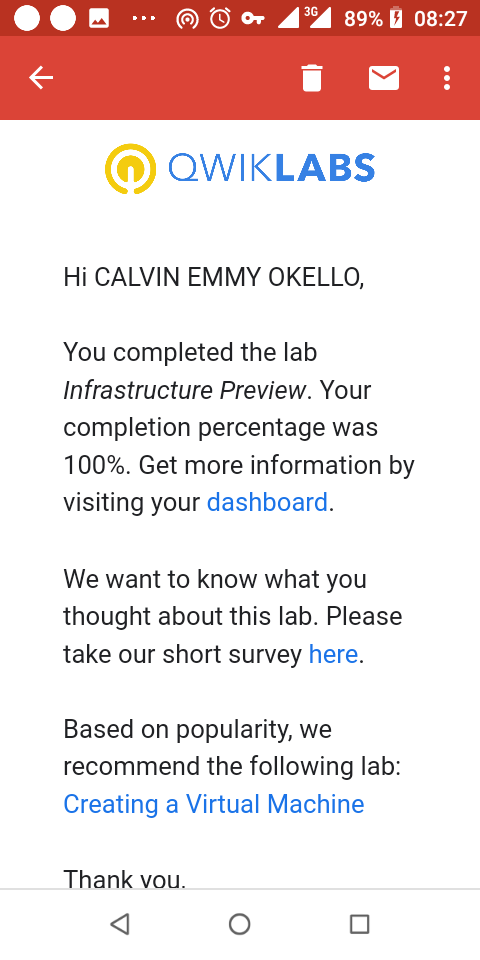 3G 89% 08:27
QWIKLABS
Hi CALVIN EMMY OKELLO,
You completed the lab
Infrastructure Preview. Your
completion percentage was
100%. Get more information by
visiting your dashboard.
We want to know what you
thought about this lab. Please
take our short survey here.
Based on popularity, we
recommend the following lab:
Creating a Virtual Machine
Thank you.